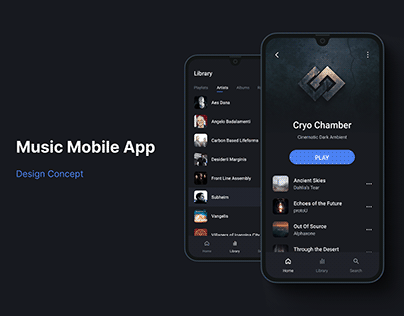 Music Mobile App
Design Concept
Library
Playlists Artists Albums
Aes Dana
Angelo Badalamenti
Carbon Based Lifeforms
Desiderii Marginis
Front Line Assembly
Subheim
Vangelis
Villagers of Ioannina City
Home Library
Cryo Chamber
Cinematic Dark Ambient
PLAY
Ancient Skies
Dahlia's Tear
Echoes of the Future
protoU
Out Of Source
Alphaxone
Through the Desert
Home Library Search